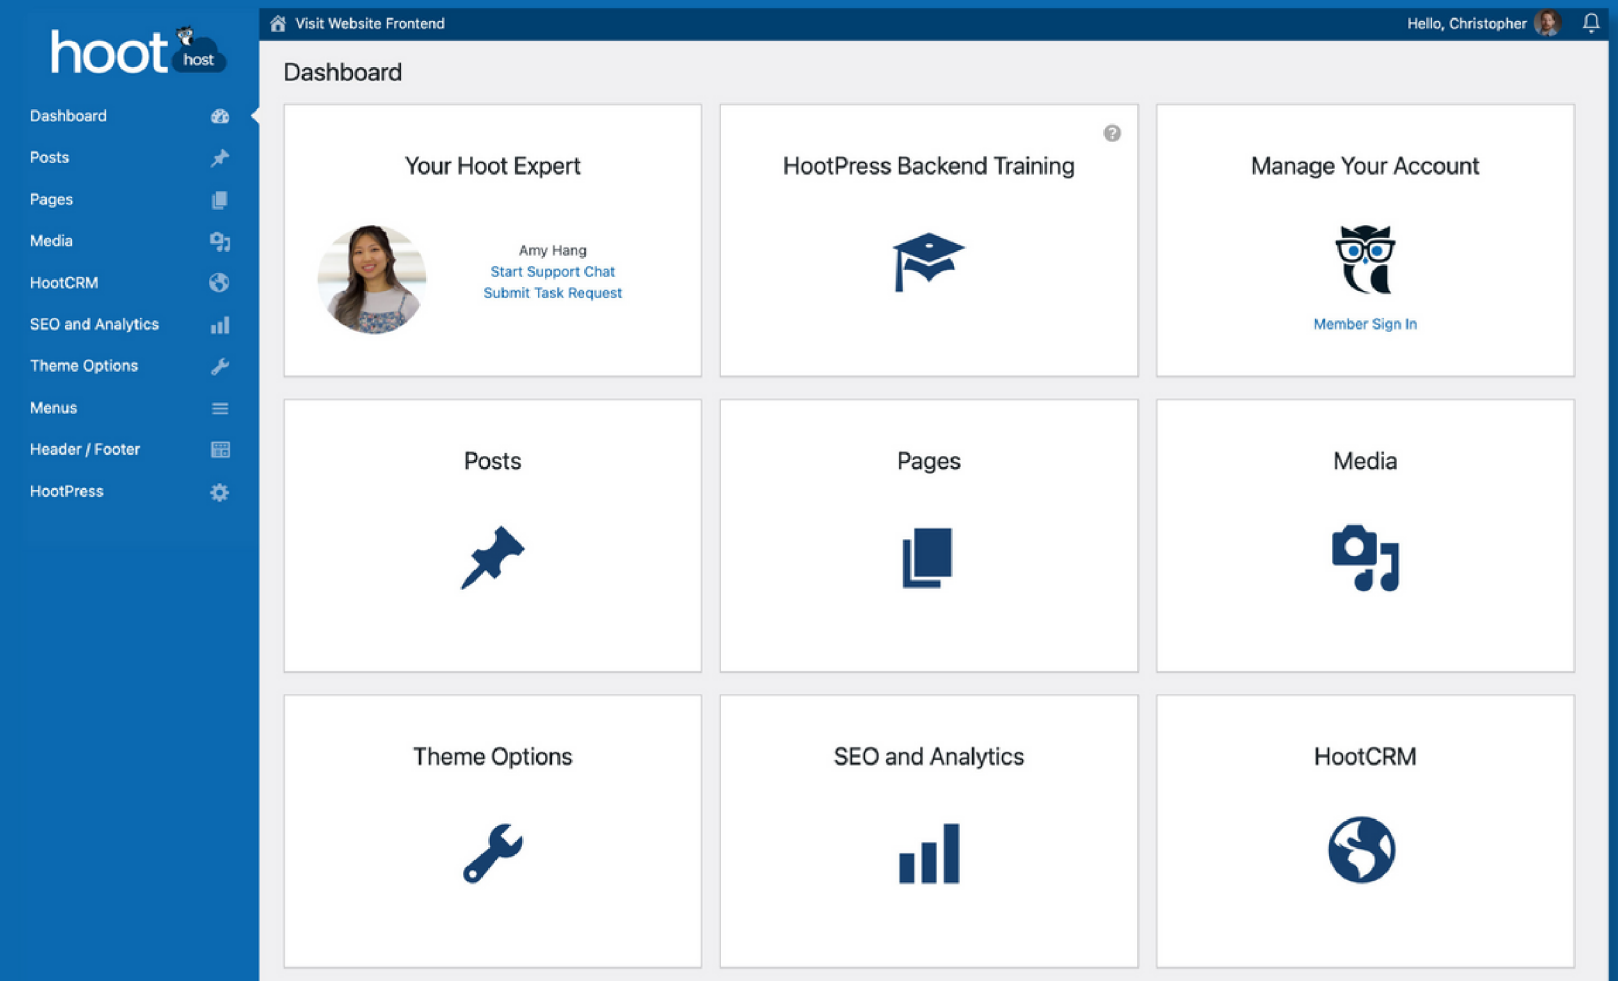 hoot
host
Visit Website Frontend
Hello, Christopher
Dashboard
Posts
Pages
Media
HootCRM
SEO and Analytics
Theme Options
Menus
Header / Footer
HootPress
Dashboard
Your Hoot Expert
Amy Hang
Start Support Chat
Submit Task Request
?
HootPress Backend Training
Manage Your Account
Member Sign In
Posts
Pages
Media
Theme Options
SEO and Analytics
HootCRM